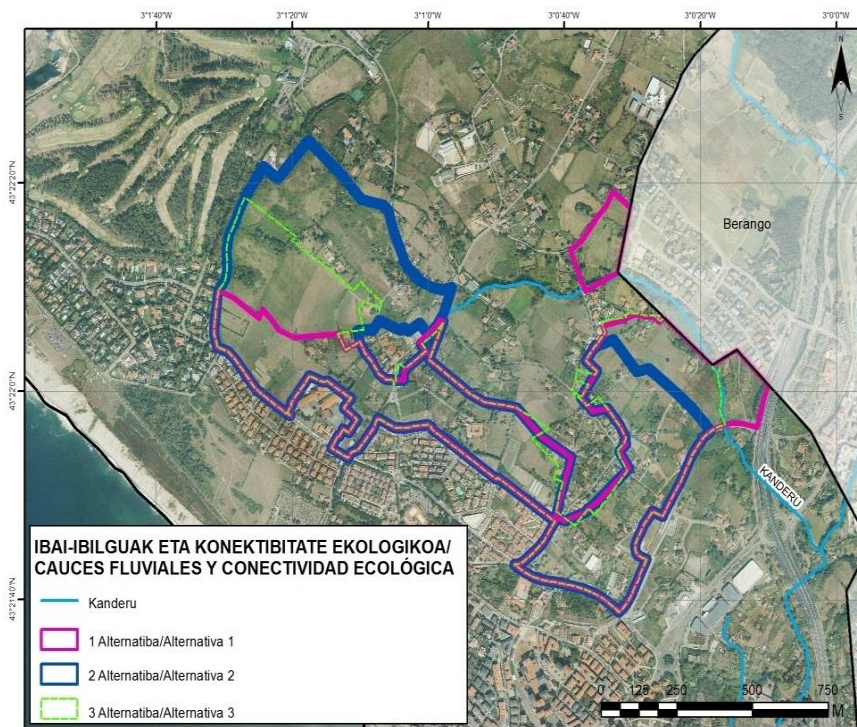 3°1'40"W
3°1'20"W
3°1'0"W
3°0'40"W
3°0'20"W
3°0'0"W
N
S
43°22'20"N
43°22'0"N
43°21'40"N
Berango
KANDERU
IBAI-IBILGUAK ETA KONEKTIBITATE EKOLOGIKOA/
CAUCES FLUVIALES Y CONECTIVIDAD ECOLÓGICA
Kanderu
1 Alternatiba/Alternativa 1
2 Alternatiba/Alternativa 2
3 Alternatiba/Alternativa 3
0 125 250 500 750
M